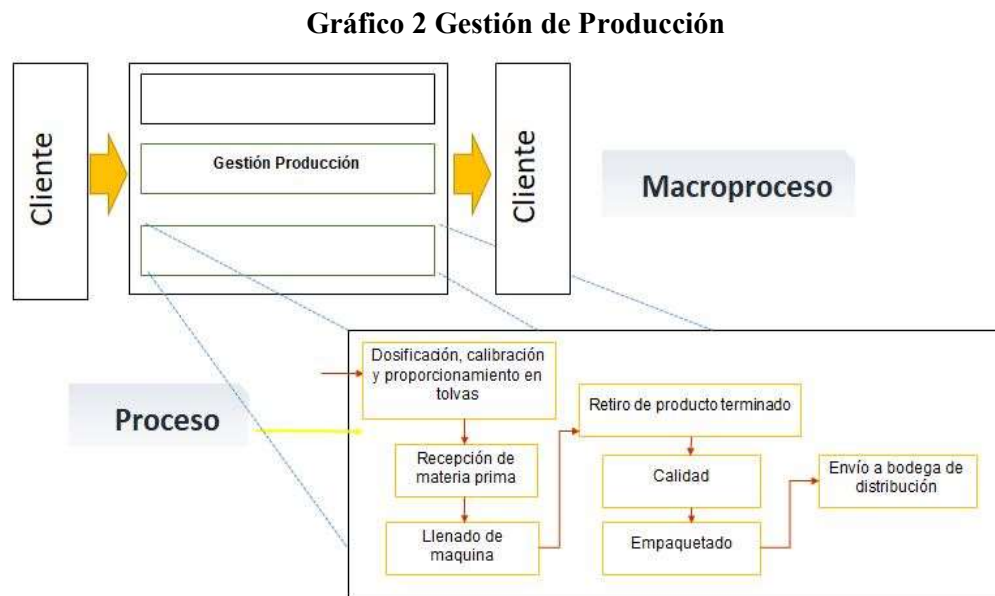 Gráfico 2 Gestión de Producción
Cliente
Gestión Producción
Cliente
Macroproceso
Proceso
Dosificación, calibración
y proporcionamiento en
tolvas
Recepción de
materia prima
Llenado de
maquina
Retiro de producto terminado
Calidad
Empaquetado
Envío a bodega de
distribución